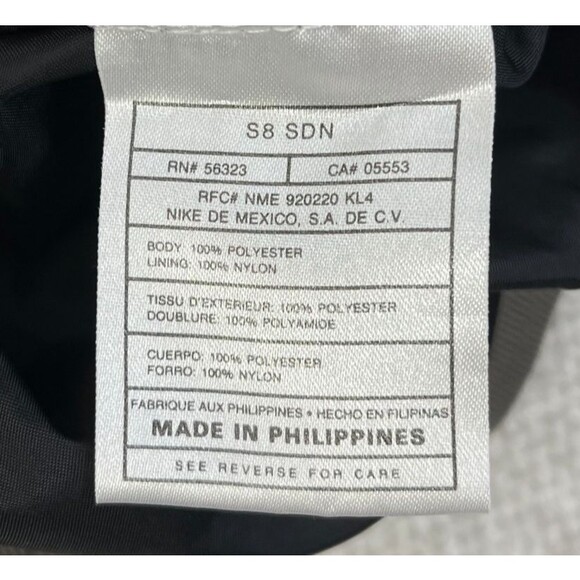 S8 SDN
RN# 56323 CA# 05553
RFC# NME 920220 KL4
NIKE DE MEXICO, S.A. DE C.V.
BODY: 100% POLYESTER
LINING: 100% NYLON
TISSU D'EXTERIEUR: 100% POLYESTER
DOUBLURE: 100% POLYAMIDE
CUERPO: 100% POLYESTER
FORRO: 100% NYLON
FABRIQUE AUX PHILIPPINES • HECHO EN FILIPINAS
MADE IN PHILIPPINES
SEE REVERSE FOR CARE